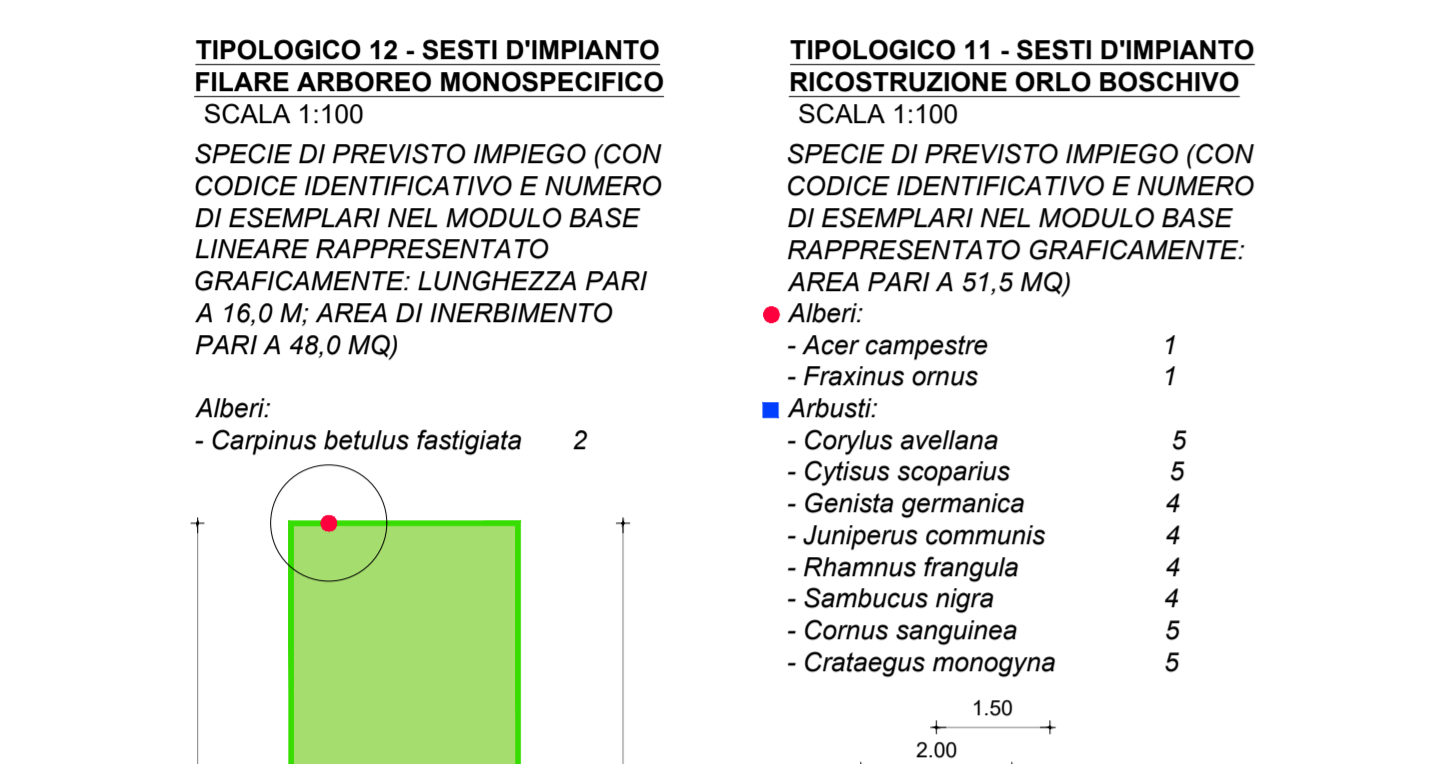 TIPOLOGICO 12 - SESTI D'IMPIANTO
FILARE ARBOREO MONOSPECIFICO
SCALA 1:100
SPECIE DI PREVISTO IMPIEGO (CON
CODICE IDENTIFICATIVO E NUMERO
DI ESEMPLARI NEL MODULO BASE
LINEARE RAPPRESENTATO
GRAFICAMENTE: LUNGHEZZA PARI
A 16,0 M; AREA DI INERBIMENTO
PARI A 48,0 MQ)
Alberi:
- Carpinus betulus fastigiata 2
TIPOLOGICO 11 - SESTI D'IMPIANTO
RICOSTRUZIONE ORLO BOSCHIVO
SCALA 1:100
SPECIE DI PREVISTO IMPIEGO (CON
CODICE IDENTIFICATIVO E NUMERO
DI ESEMPLARI NEL MODULO BASE
RAPPRESENTATO GRAFICAMENTE:
AREA PARI A 51,5 MQ)
Alberi:
- Acer campestre 1
- Fraxinus ornus 1
Arbusti:
- Corylus avellana 5
- Cytisus scoparius 5
- Genista germanica 4
- Juniperus communis 4
- Rhamnus frangula 4
- Sambucus nigra 4
- Cornus sanguinea 5
- Crataegus monogyna 5
1.50
2.00